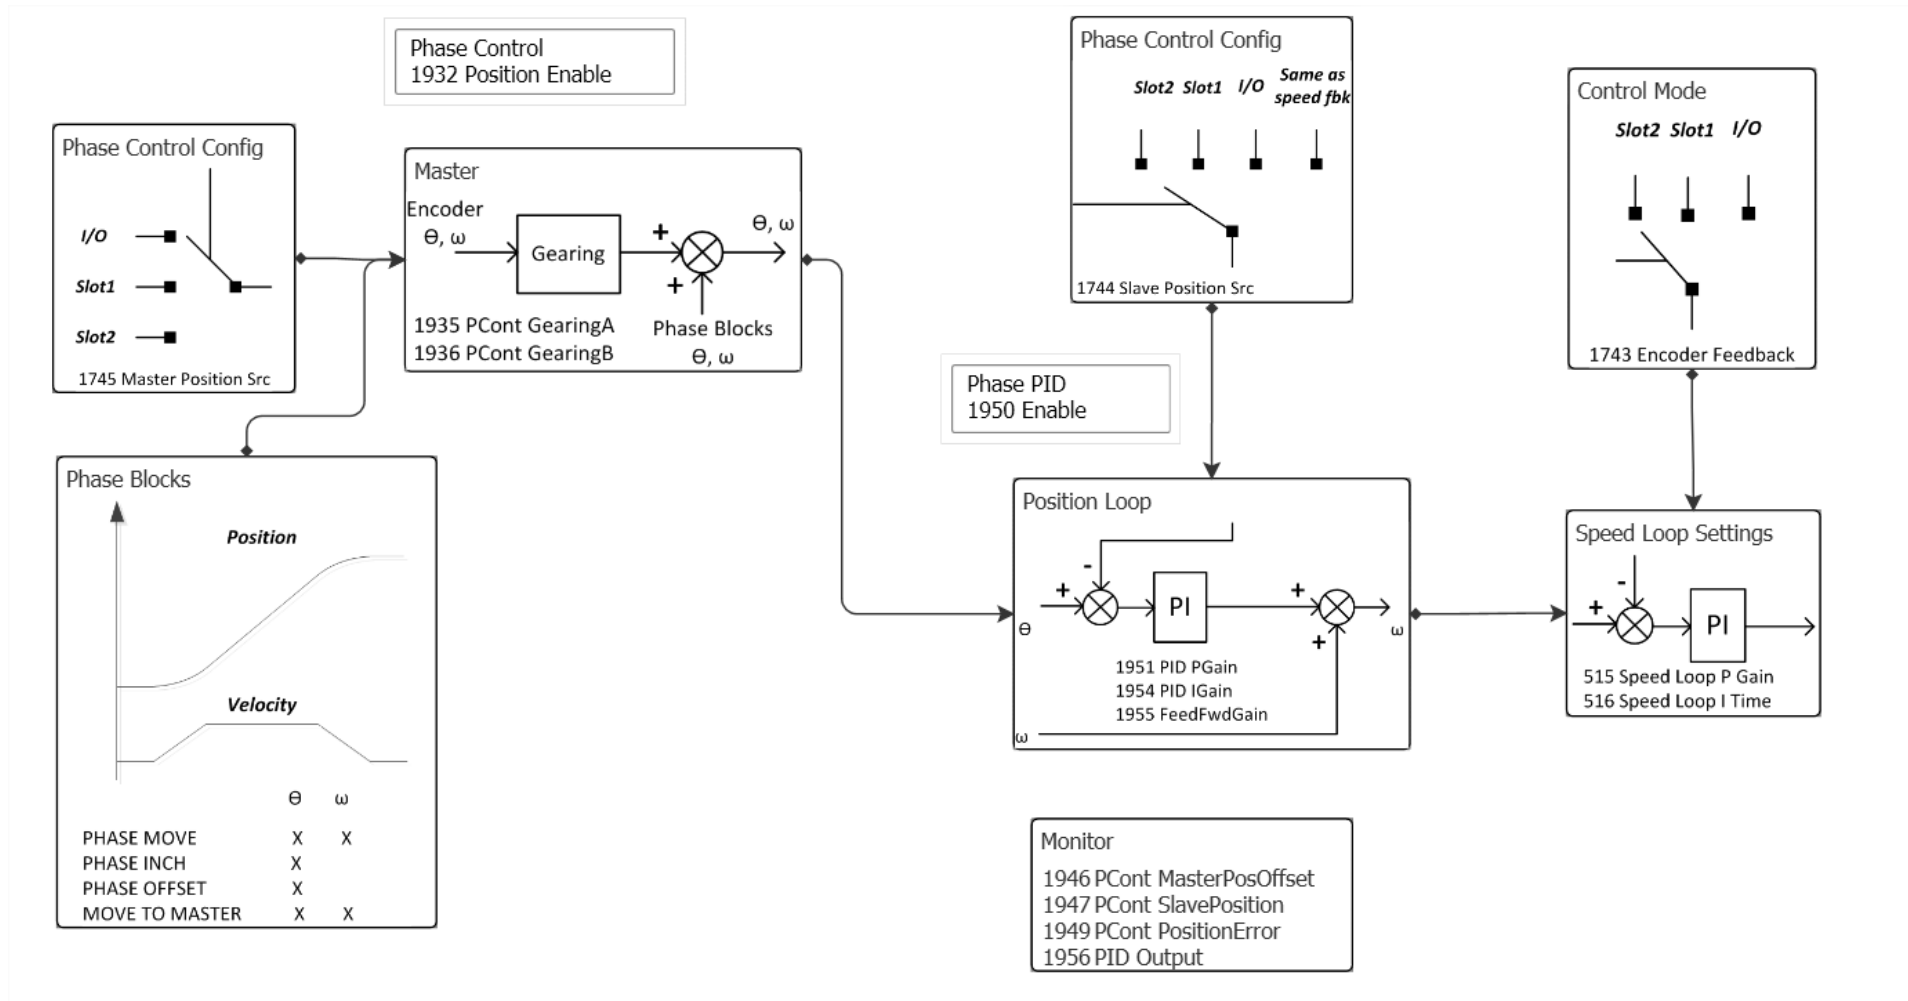 Phase Control
1932 Position Enable
Phase Control Config
I/O
Slot1
Slot2
1745 Master Position Src
Master
Encoder
Θ, ω
Gearing
+
+
Θ, ω
1935 PCont GearingA
1936 PCont GearingB
Phase Blocks
Θ, ω
Phase Control Config
Slot2 Slot1 I/O Same as
speed fbk
1744 Slave Position Src
Control Mode
Slot2 Slot1 I/O
1743 Encoder Feedback
Phase PID
1950 Enable
Phase Blocks
Position
Velocity
Θ ω
PHASE MOVE X X
PHASE INCH X
PHASE OFFSET X
MOVE TO MASTER X X
Position Loop
-
+
PI
+
+
Θ
ω
1951 PID PGain
1954 PID IGain
1955 FeedFwdGain
ω
Speed Loop Settings
-
+
PI
515 Speed Loop P Gain
516 Speed Loop I Time
Monitor
1946 PCont MasterPosOffset
1947 PCont SlavePosition
1949 PCont PositionError
1956 PID Output